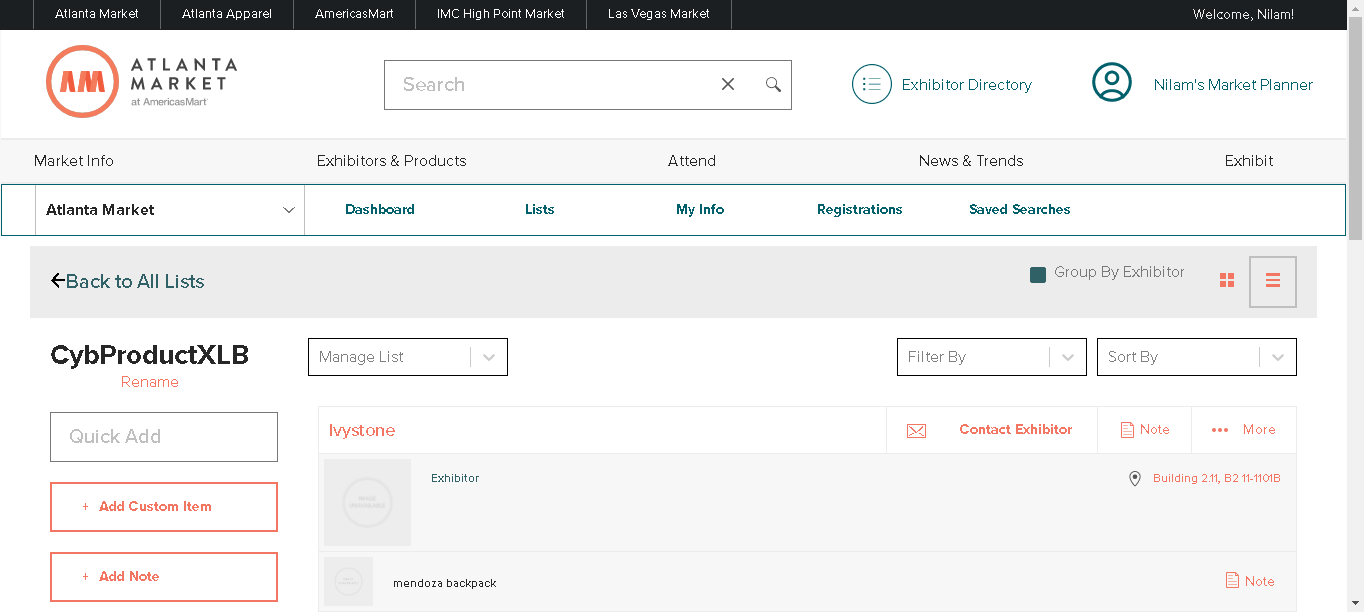 Atlanta Market
Atlanta Apparel
AmericasMart
IMC High Point Market
Las Vegas Market
Welcome, Nilam!
AM
ATLANTA
MARKET
at AmericasMart
Search
Exhibitor Directory
Nilam's Market Planner
Market Info
Exhibitors & Products
Attend
News & Trends
Exhibit
Atlanta Market
Dashboard
Lists
My Info
Registrations
Saved Searches
Back to All Lists
Group By Exhibitor
CybProductXLB
Rename
Manage List
Filter By
Sort By
Quick Add
+ Add Custom Item
+ Add Note
Ivystone
Contact Exhibitor
Note
More
Exhibitor
Building 2.11, B2 11-1101B
mendoza backpack
Note